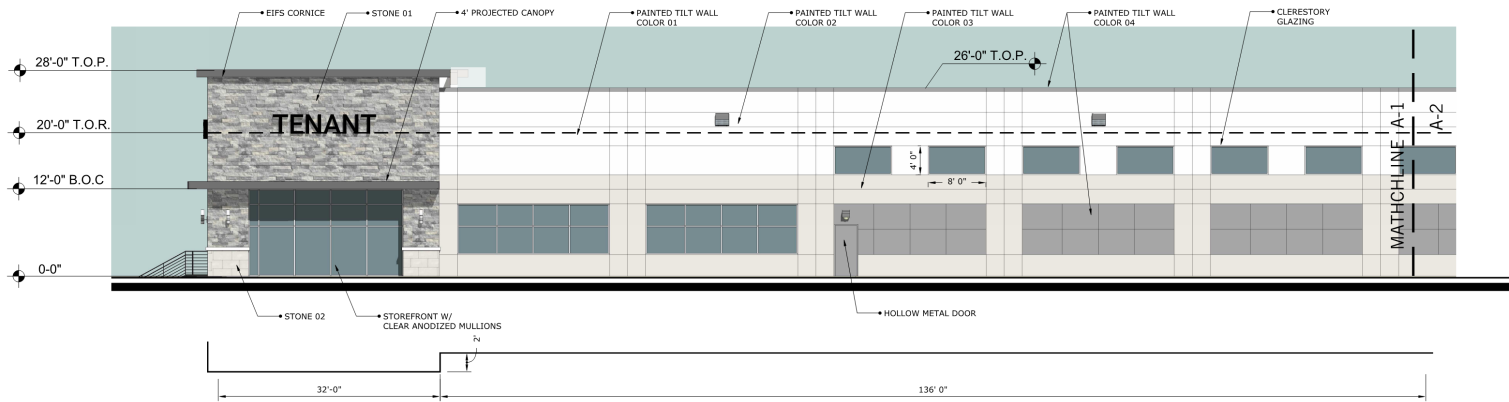 EIFS CORNICE
STONE 01
4' PROJECTED CANOPY
PAINTED TILT WALL
COLOR 01
PAINTED TILT WALL
COLOR 02
PAINTED TILT WALL
COLOR 03
PAINTED TILT WALL
COLOR 04
CLERESTORY
GLAZING
28'-0" T.O.P.
26'-0" T.O.P.
TENANT
20'-0" T.O.R.
MATHCHLINE A-1
A-2
4' 0"
8' 0"
12'-0" B.O.C
0-0"
STONE 02
STOREFRONT W/
CLEAR ANODIZED MULLIONS
HOLLOW METAL DOOR
2'
32'-0"
136' 0"